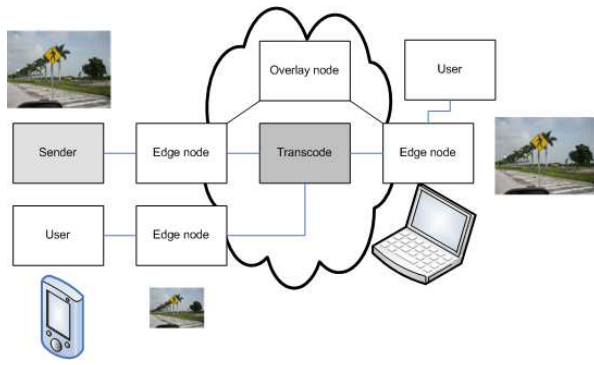 Overlay node
User
Sender
Edge node
Transcode
Edge node
User
Edge node